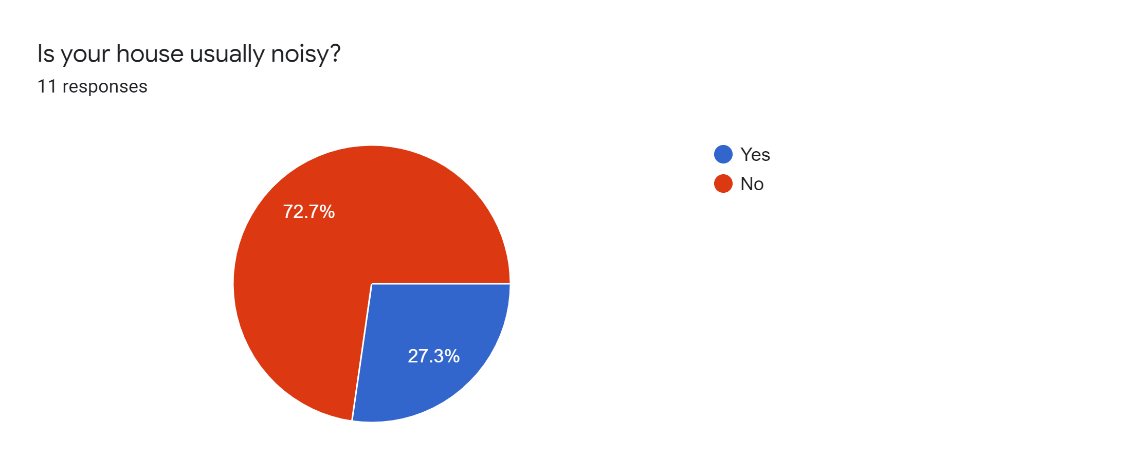 Is your house usually noisy?
11 responses
Yes
No
72.7%
27.3%